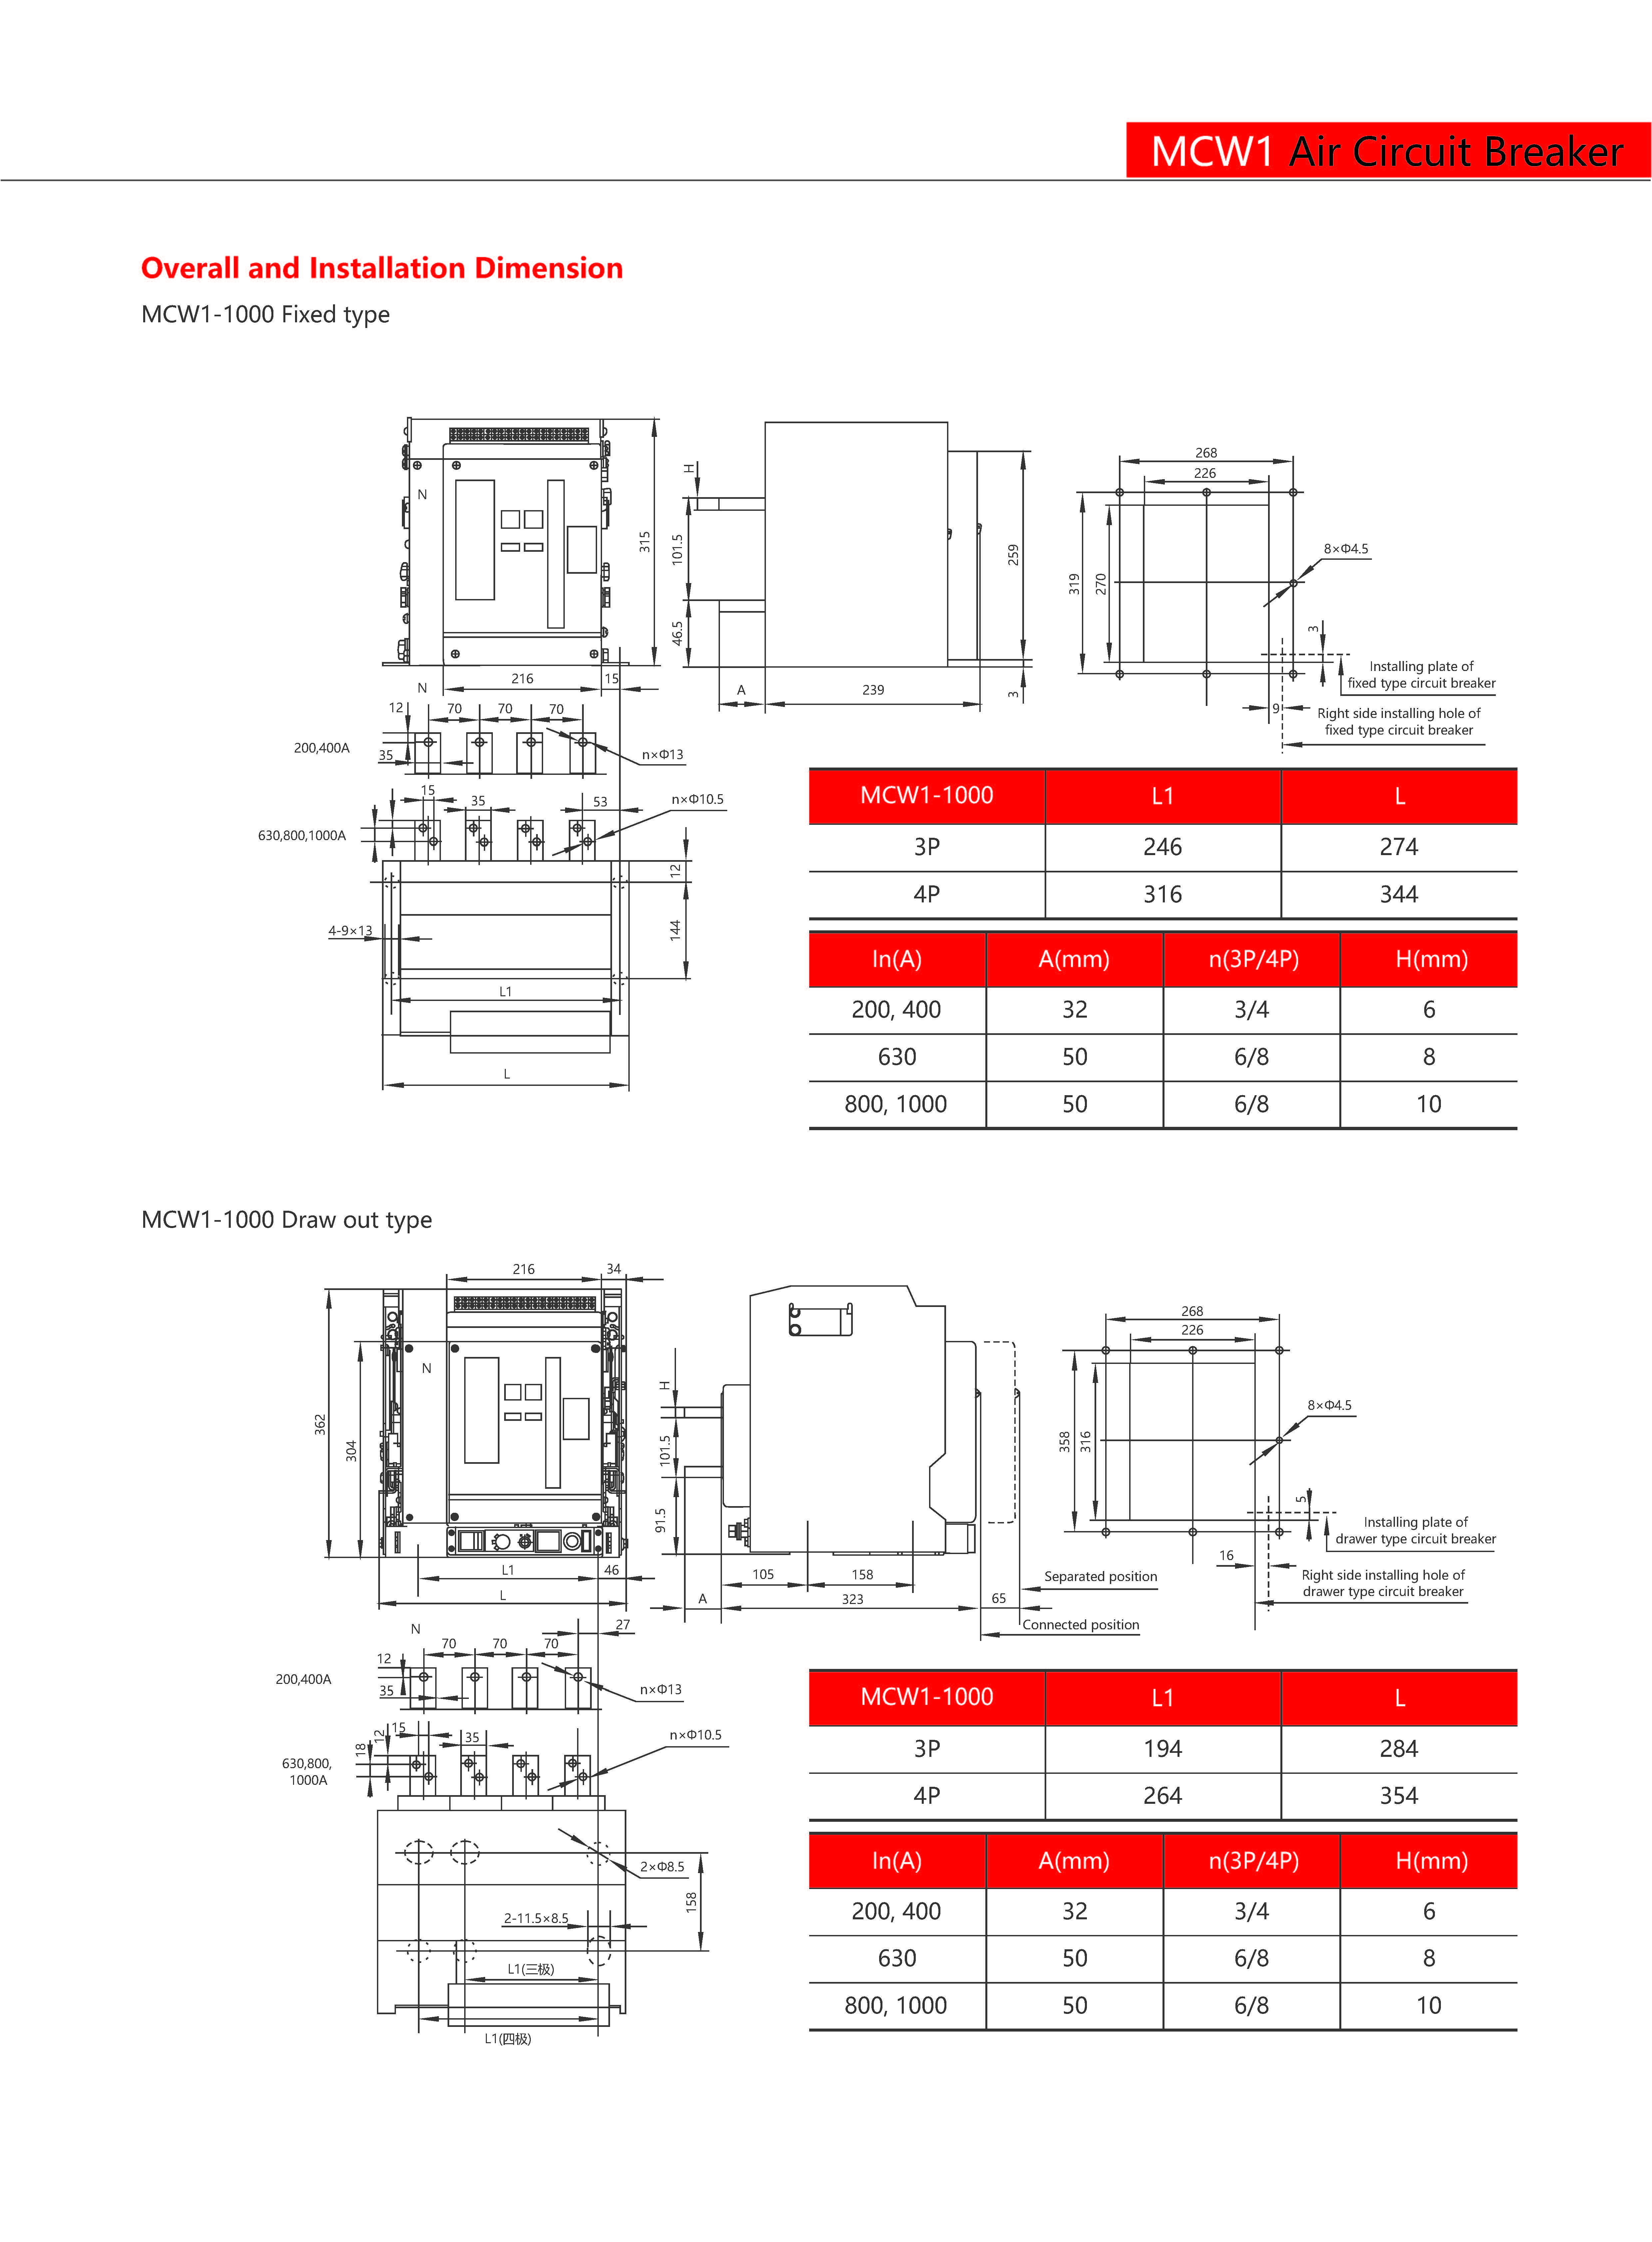 MCW1 Air Circuit Breaker
Overall and Installation Dimension
MCW1-1000 Fixed type
N
315
216
15
N
H
101.5
46.5
A
239
259
3
268
226
319
270
8×Φ4.5
3
Installing plate of
fixed type circuit breaker
9
Right side installing hole of
fixed type circuit breaker
12
70
70
70
200,400A
35
n×Φ13
15
35
53
n×Φ10.5
630,800,1000A
12
4-9×13
144
L1
L
MCW1-1000 L1 L
3P 246 274
4P 316 344
In(A) A(mm) n(3P/4P) H(mm)
200, 400 32 3/4 6
630 50 6/8 8
800, 1000 50 6/8 10
MCW1-1000 Draw out type
216
34
N
362
304
L1
46
L
H
101.5
91.5
105
158
A
323
65
Separated position
Connected position
268
226
358
316
8×Φ4.5
5
Installing plate of
drawer type circuit breaker
16
Right side installing hole of
drawer type circuit breaker
N
27
70
70
70
12
200,400A
35
n×Φ13
15
12
18
35
n×Φ10.5
630,800,
1000A
2×Φ8.5
158
2-11.5×8.5
L1(三极)
L1(四极)
MCW1-1000 L1 L
3P 194 284
4P 264 354
In(A) A(mm) n(3P/4P) H(mm)
200, 400 32 3/4 6
630 50 6/8 8
800, 1000 50 6/8 10